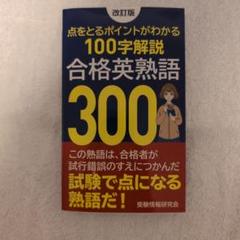 改訂版
点をとるポイントがわかる
100字解説
合格英熟語
300
この熟語は、合格者が
試行錯誤のすえにつかんだ
試験で点になる
熟語だ!
受験情報研究会